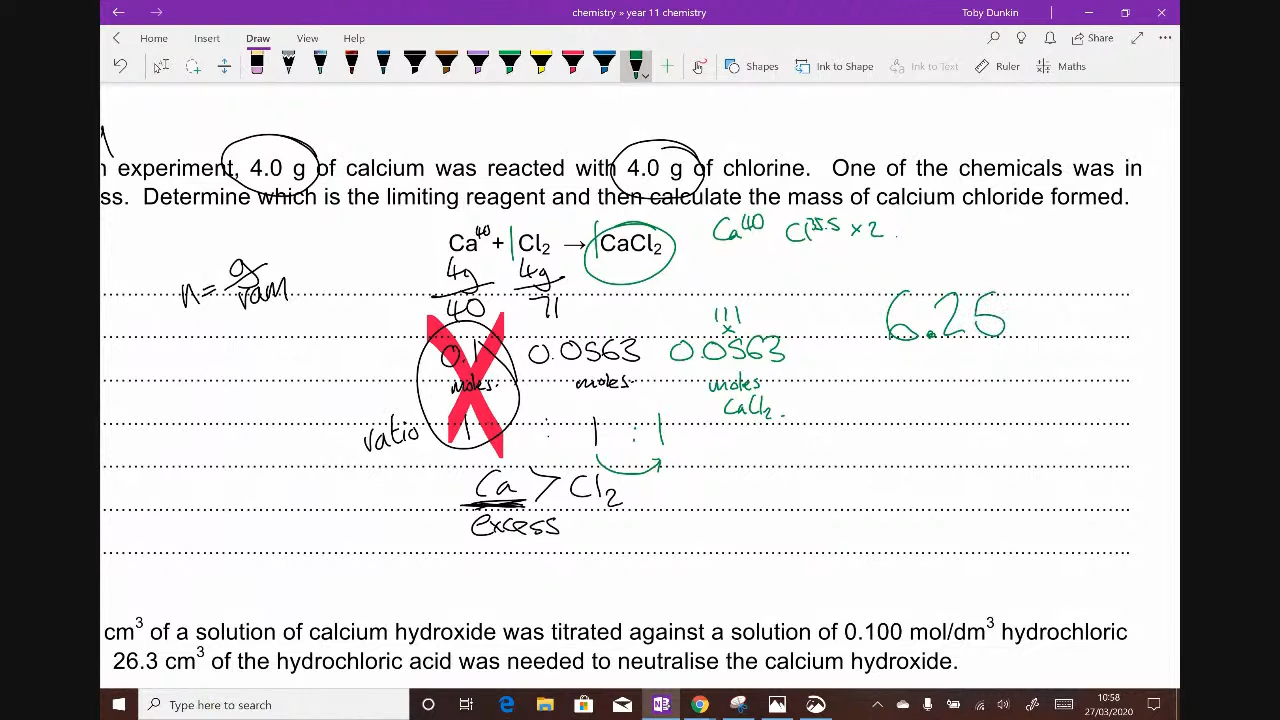 chemistry » year 11 chemistry
Toby Dunkin
Home Insert Draw View Help
Share
Shapes Ink to Shape Ink to Text Ruler Maths
experiment, 4.0 g of calcium was reacted with 4.0 g of chlorine. One of the chemicals was in
ss. Determine which is the limiting reagent and then calculate the mass of calcium chloride formed.
Ca⁴⁰ Cl³⁵·⁵ × 2
Ca⁴⁰ + 1 Cl₂ → 1 CaCl₂
n = g/ram
4g/40 4g/71
6.25
111
×
0.1 0.0563 0.0563
moles. moles. moles
CaCl₂.
ratio 1 : 1 : 1
Ca > Cl₂
excess
cm³ of a solution of calcium hydroxide was titrated against a solution of 0.100 mol/dm³ hydrochloric
26.3 cm³ of the hydrochloric acid was needed to neutralise the calcium hydroxide.
Type here to search
10:58
27/03/2020